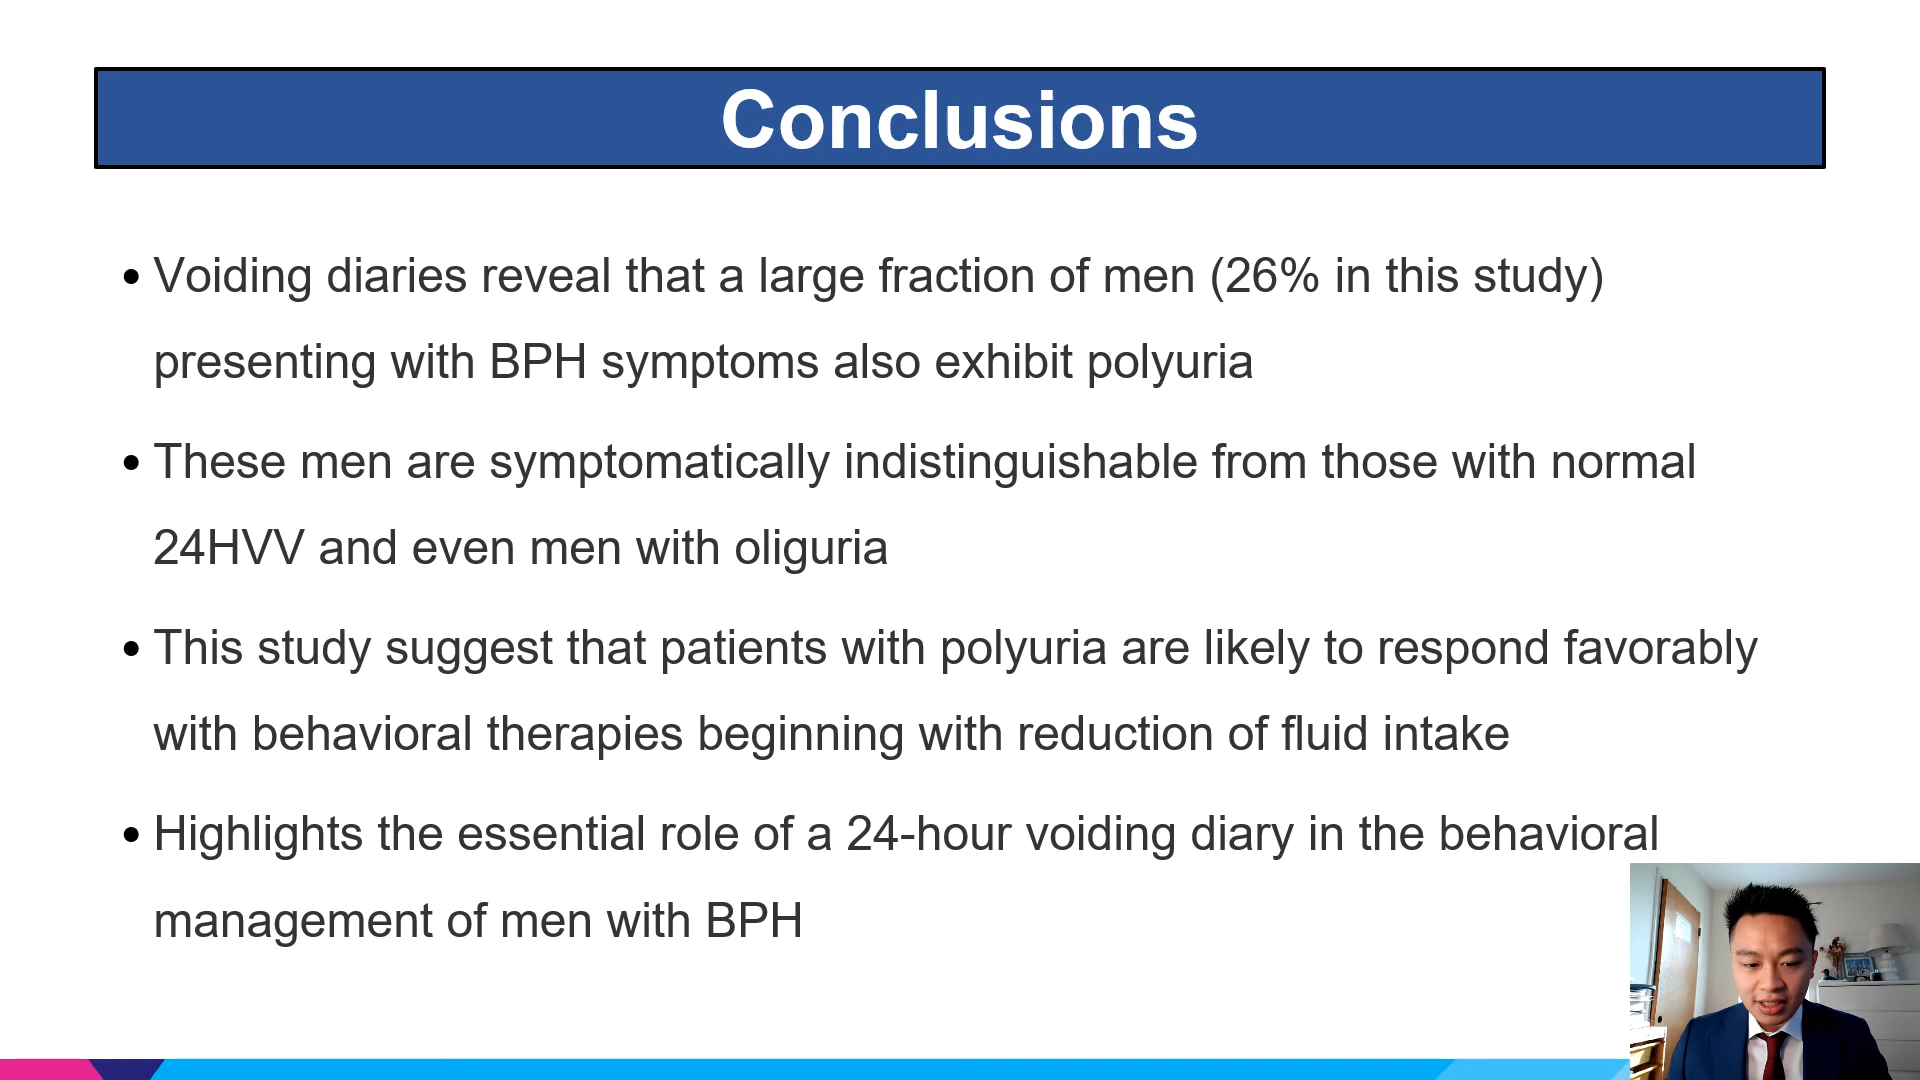 Conclusions
• Voiding diaries reveal that a large fraction of men (26% in this study)
presenting with BPH symptoms also exhibit polyuria
• These men are symptomatically indistinguishable from those with normal
24HVV and even men with oliguria
• This study suggest that patients with polyuria are likely to respond favorably
with behavioral therapies beginning with reduction of fluid intake
• Highlights the essential role of a 24-hour voiding diary in the behavioral
management of men with BPH